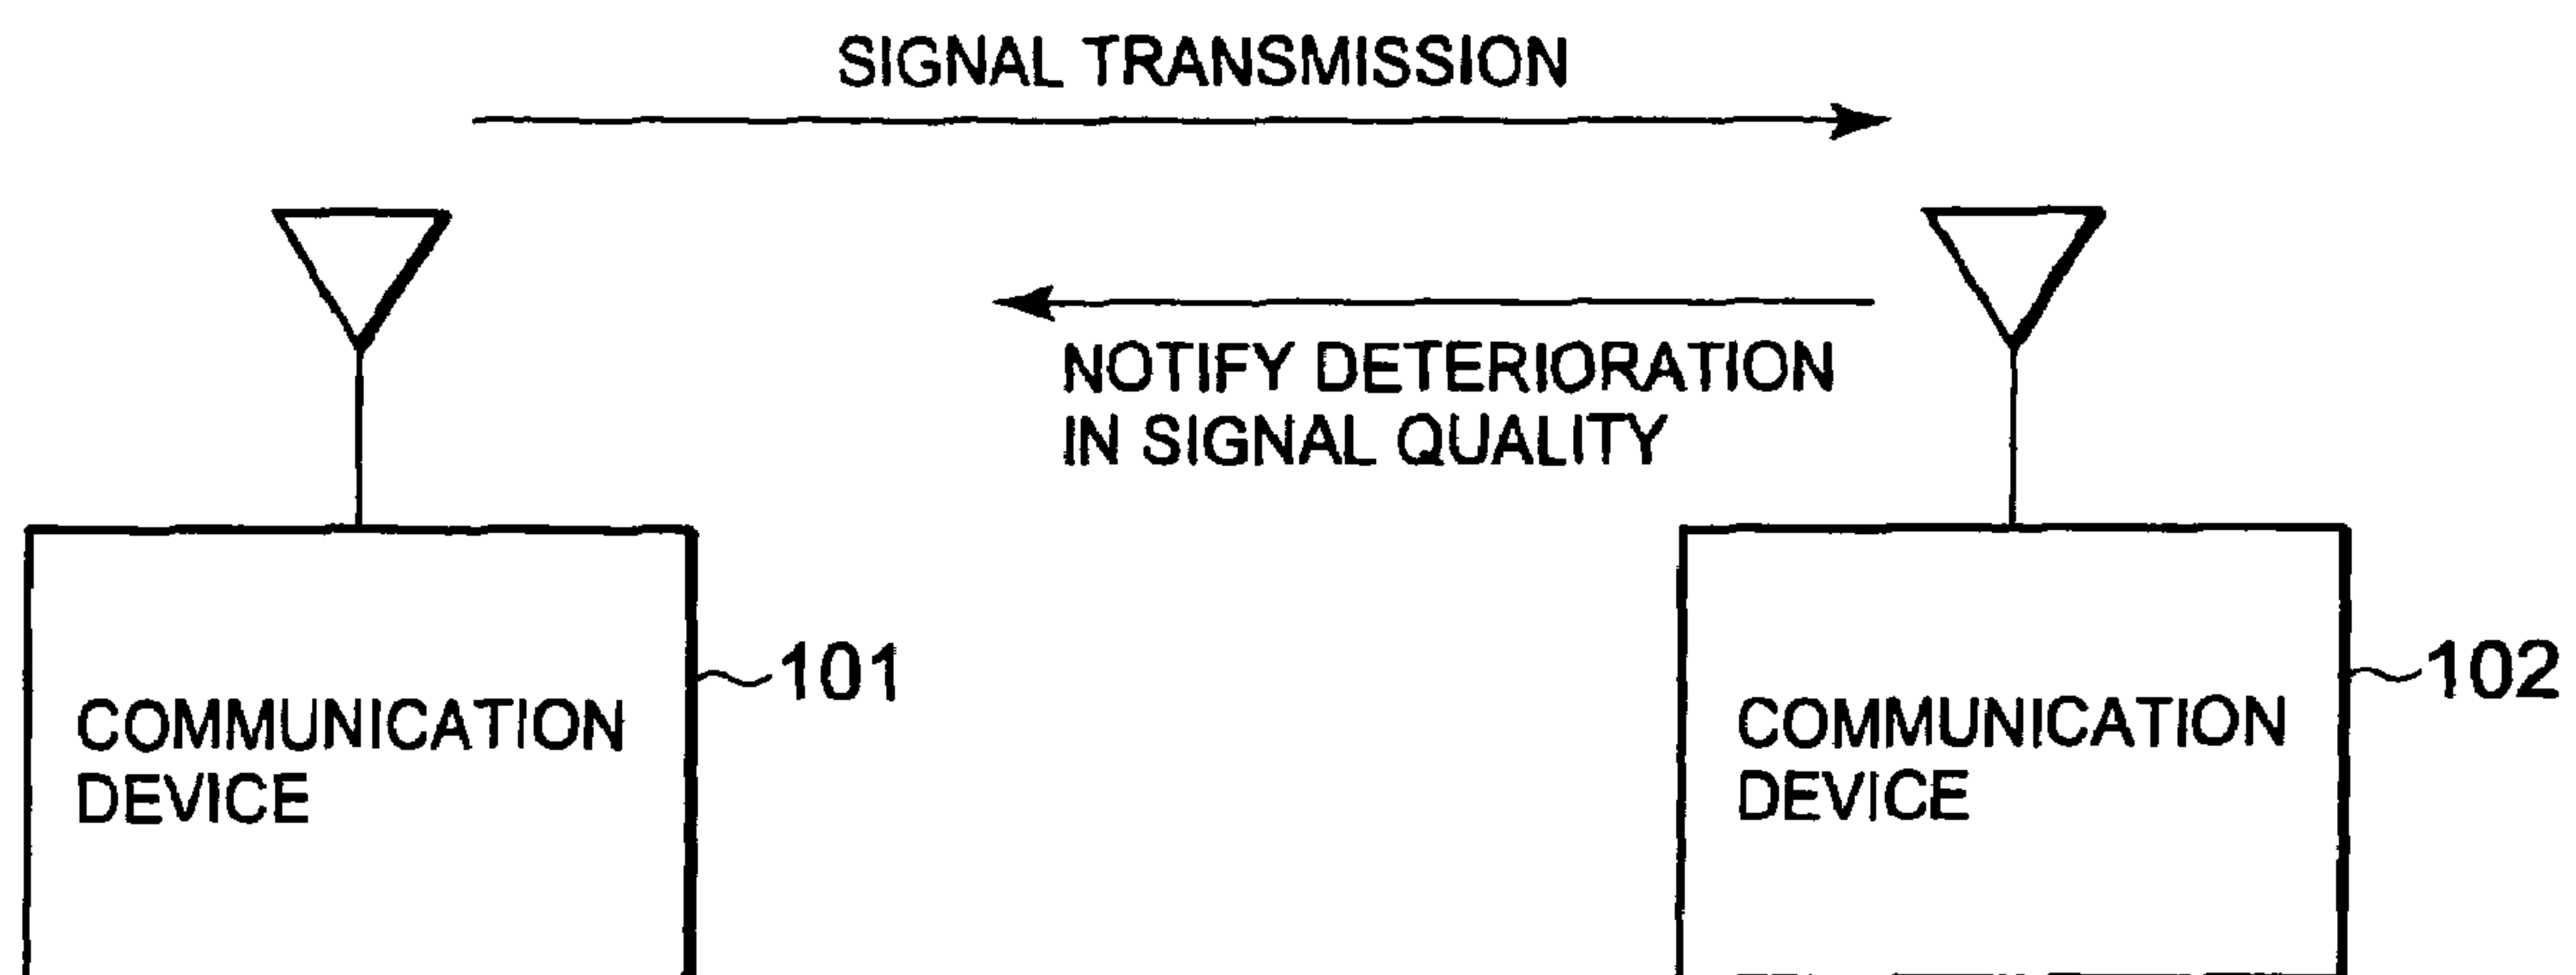 SIGNAL TRANSMISSION
NOTIFY DETERIORATION
IN SIGNAL QUALITY
101
102
COMMUNICATION
DEVICE
COMMUNICATION
DEVICE